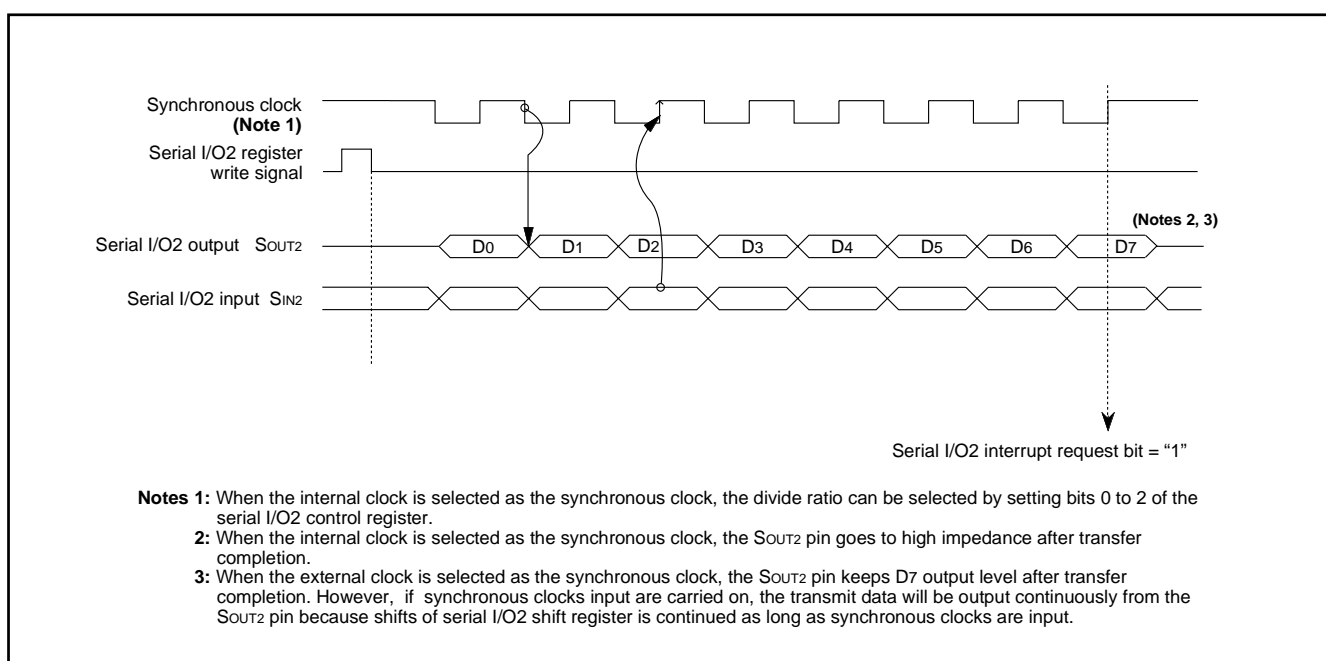 Synchronous clock
(Note 1)
Serial I/O2 register
write signal
(Notes 2, 3)
Serial I/O2 output SOUT2
D0 D1 D2 D3 D4 D5 D6 D7
Serial I/O2 input SIN2
Serial I/O2 interrupt request bit = “1”
Notes 1: When the internal clock is selected as the synchronous clock, the divide ratio can be selected by setting bits 0 to 2 of the
serial I/O2 control register.
2: When the internal clock is selected as the synchronous clock, the SOUT2 pin goes to high impedance after transfer
completion.
3: When the external clock is selected as the synchronous clock, the SOUT2 pin keeps D7 output level after transfer
completion. However, if synchronous clocks input are carried on, the transmit data will be output continuously from the
SOUT2 pin because shifts of serial I/O2 shift register is continued as long as synchronous clocks are input.